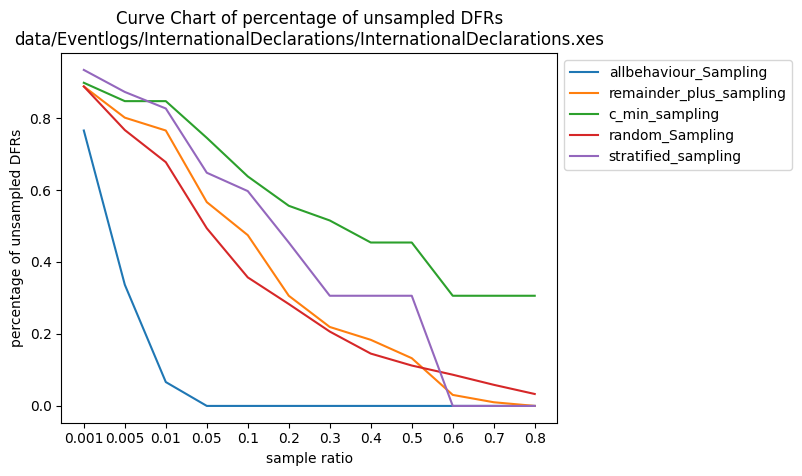 Curve Chart of percentage of unsampled DFRs
data/Eventlogs/InternationalDeclarations/InternationalDeclarations.xes
allbehaviour_Sampling
remainder_plus_sampling
c_min_sampling
random_Sampling
stratified_sampling
percentage of unsampled DFRs
0.8
0.6
0.4
0.2
0.0
0.001 0.005 0.01 0.05 0.1 0.2 0.3 0.4 0.5 0.6 0.7 0.8
sample ratio